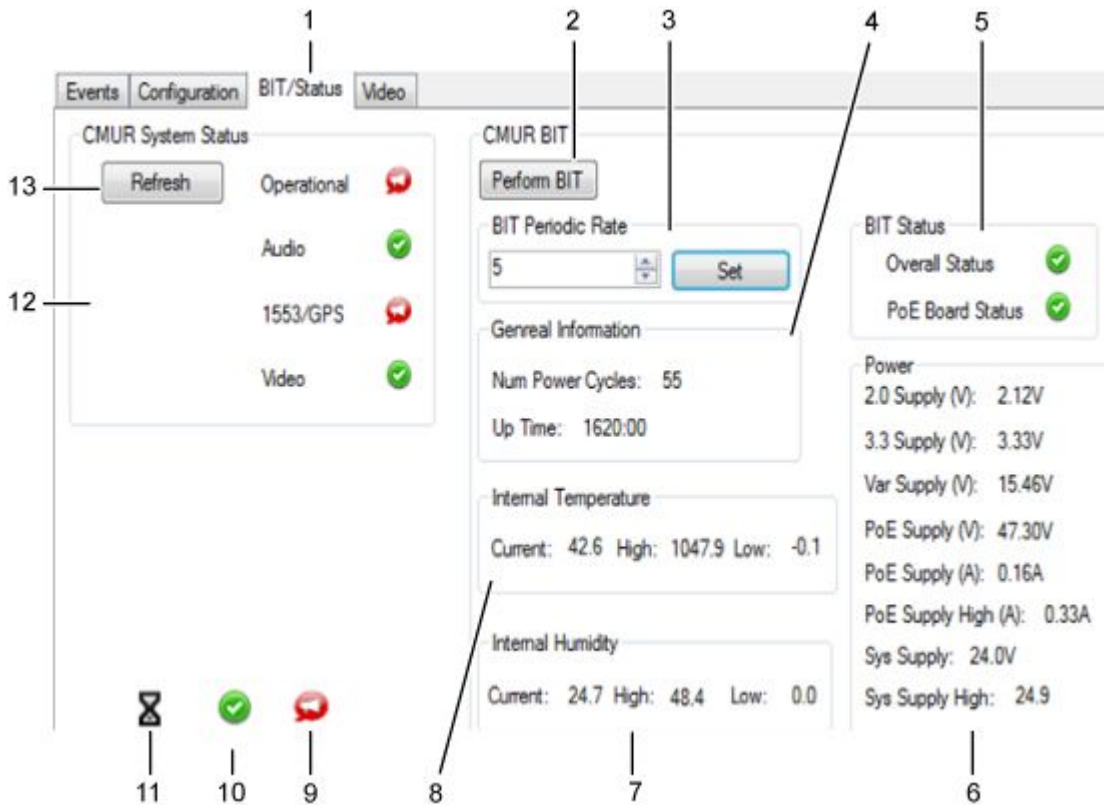 1
2
3
4
5
Events Configuration BIT/Status Video
CMUR System Status
13
Refresh
Operational
Audio
12
1553/GPS
Video
CMUR BIT
Perform BIT
BIT Periodic Rate
5
Set
Genreal Information
Num Power Cycles: 55
Up Time: 1620:00
Internal Temperature
Current: 42.6 High: 1047.9 Low: -0.1
Internal Humidity
Current: 24.7 High: 48.4 Low: 0.0
BIT Status
Overall Status
PoE Board Status
Power
2.0 Supply (V): 2.12V
3.3 Supply (V): 3.33V
Var Supply (V): 15.46V
PoE Supply (V): 47.30V
PoE Supply (A): 0.16A
PoE Supply High (A): 0.33A
Sys Supply: 24.0V
Sys Supply High: 24.9
11
10
9
8
7
6